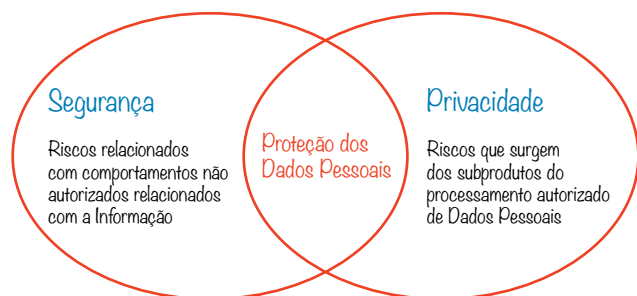 Segurança
Riscos relacionados
com comportamentos não
autorizados relacionados
com a Informação
Proteção dos
Dados Pessoais
Privacidade
Riscos que surgem
dos subprodutos do
processamento autorizado
de Dados Pessoais